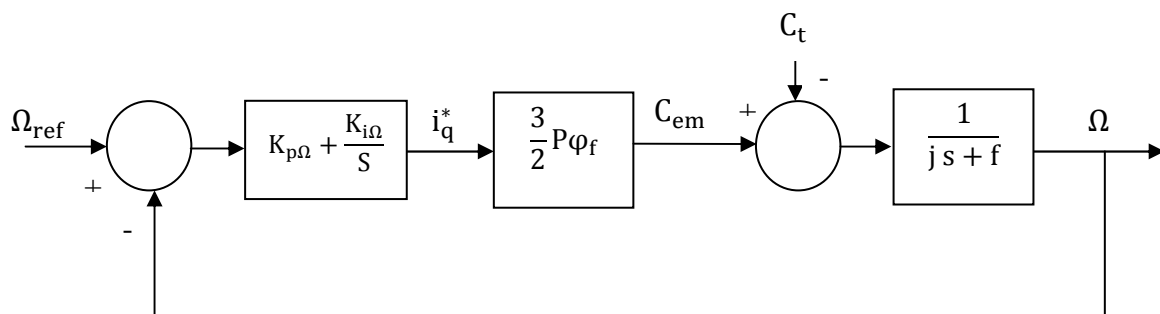 C_t
-
Ω_ref
+
-
K_pΩ + K_iΩ/S
i_q^*
3/2 Pφ_f
C_em
+
1/(j s + f)
Ω